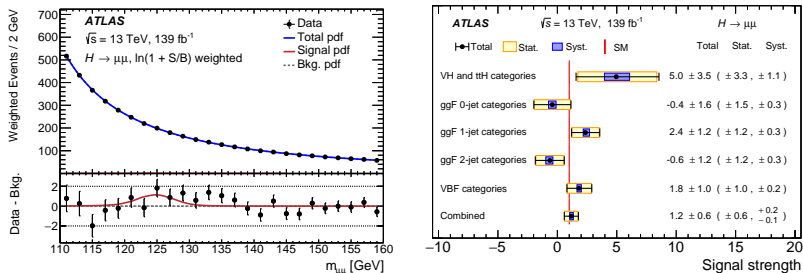 ATLAS
√s = 13 TeV, 139 fb⁻¹
H → μμ, ln(1 + S/B) weighted
Data
Total pdf
Signal pdf
Bkg. pdf
Weighted Events / 2 GeV
700
600
500
400
300
200
100
Data - Bkg.
2
0
−2
110 115 120 125 130 135 140 145 150 155 160
m_μμ [GeV]
ATLAS √s = 13 TeV, 139 fb⁻¹ H → μμ
Total Stat. Syst. SM Total Stat. Syst.
VH and ttH categories 5.0 ± 3.5 ( ± 3.3 , ± 1.1 )
ggF 0-jet categories -0.4 ± 1.6 ( ± 1.5 , ± 0.3 )
ggF 1-jet categories 2.4 ± 1.2 ( ± 1.2 , ± 0.3 )
ggF 2-jet categories -0.6 ± 1.2 ( ± 1.2 , ± 0.3 )
VBF categories 1.8 ± 1.0 ( ± 1.0 , ± 0.2 )
Combined 1.2 ± 0.6 ( ± 0.6 , +0.2 −0.1 )
−10 −5 0 5 10 15 20
Signal strength